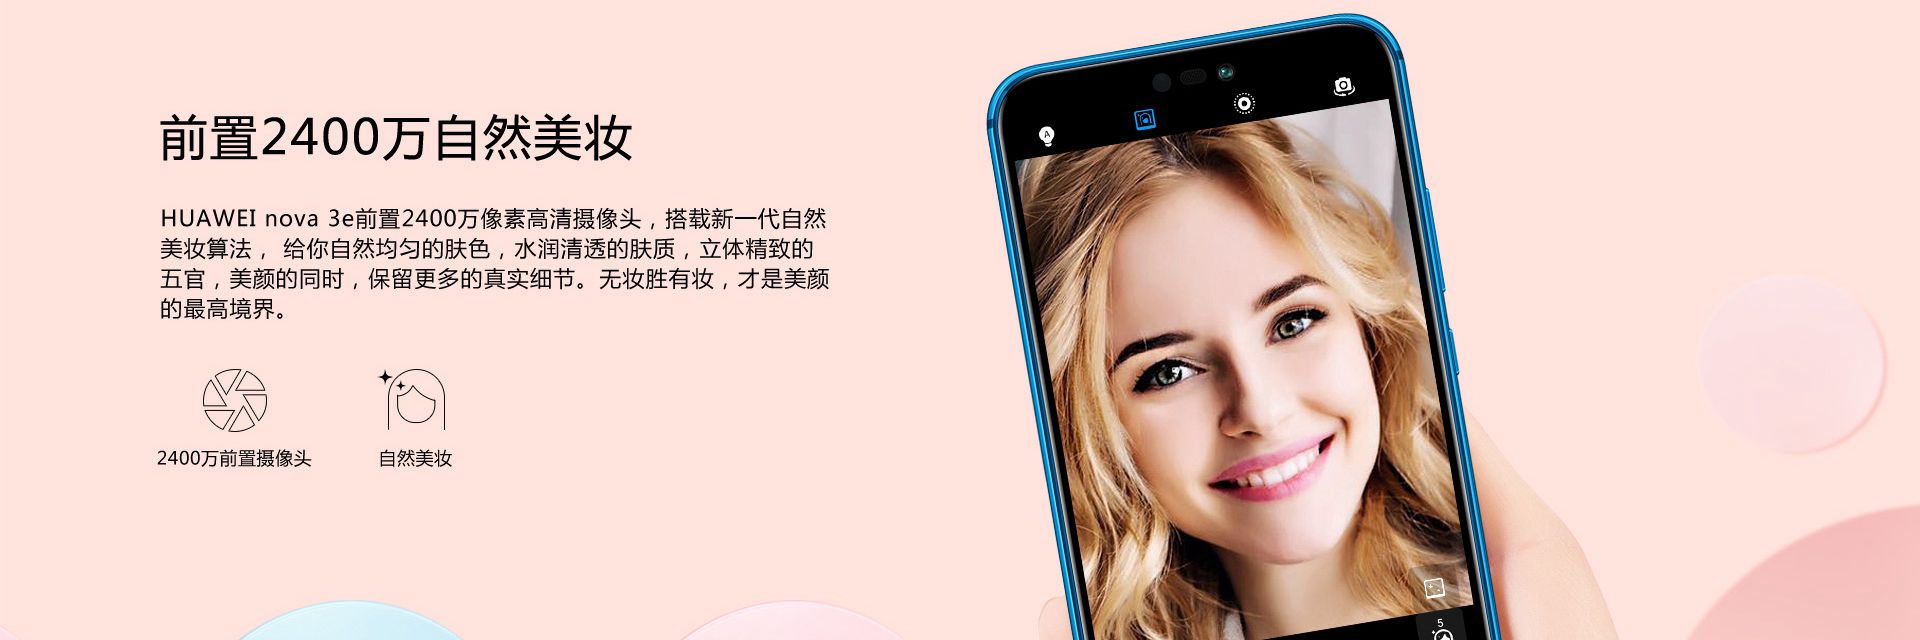 前置2400万自然美妆
HUAWEI nova 3e前置2400万像素高清摄像头，搭载新一代自然
美妆算法， 给你自然均匀的肤色，水润清透的肤质，立体精致的
五官，美颜的同时，保留更多的真实细节。无妆胜有妆，才是美颜
的最高境界。
2400万前置摄像头
自然美妆
A
5